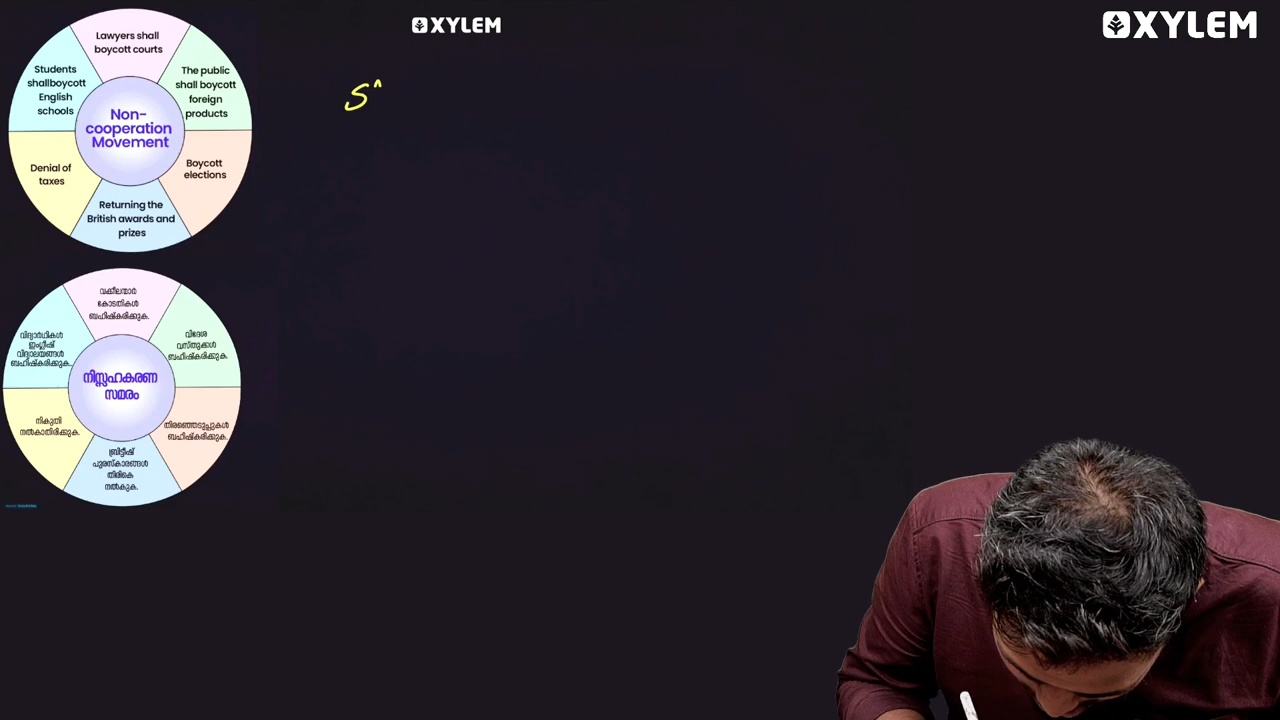 XYLEM
XYLEM
Lawyers shall
boycott courts
The public
shall boycott
foreign
products
Boycott
elections
Returning the
British awards and
prizes
Denial of
taxes
Students
shallboycott
English
schools
Non-
cooperation
Movement
വക്കീലന്മാർ
കോടതികൾ
ബഹിഷ്കരിക്കുക.
വിദേശ
വസ്തുക്കൾ
ബഹിഷ്കരിക്കുക.
തിരഞ്ഞെടുപ്പുകൾ
ബഹിഷ്കരിക്കുക.
ബ്രിട്ടീഷ്
പുരസ്കാരങ്ങൾ
തിരികെ
നൽകുക.
നികുതി
നൽകാതിരിക്കുക.
വിദ്യാർഥികൾ
ഇംഗ്ലീഷ്
വിദ്യാലയങ്ങൾ
ബഹിഷ്കരിക്കുക.
നിസ്സഹകരണ
സമരം